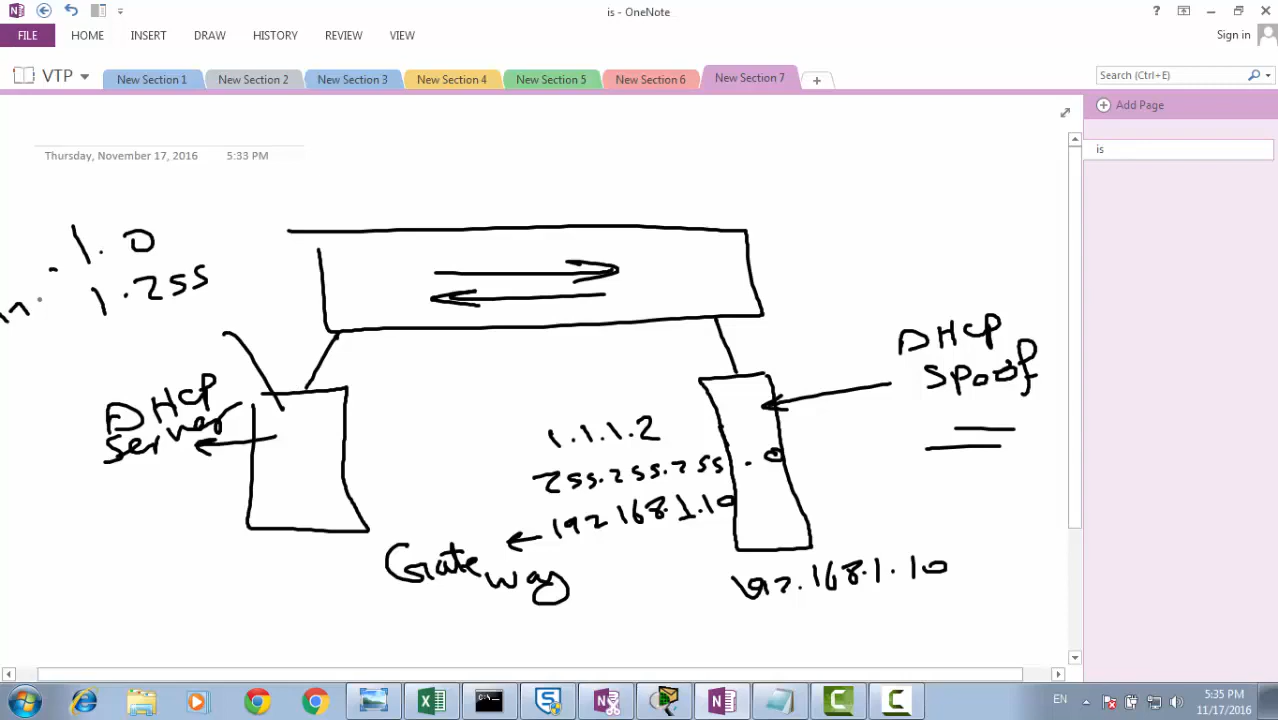 is - OneNote
?
FILE HOME INSERT DRAW HISTORY REVIEW VIEW
Sign in
VTP
New Section 1 New Section 2 New Section 3 New Section 4 New Section 5 New Section 6 New Section 7 +
Search (Ctrl+E)
Add Page
is
Thursday, November 17, 2016 5:33 PM
1.0
1.255
DHCP
Spoof
DHCP
Server
1.1.1.2
255.255.255.0
192 168.1.10
Gateway
192.168.1.10
EN
5:35 PM
11/17/2016